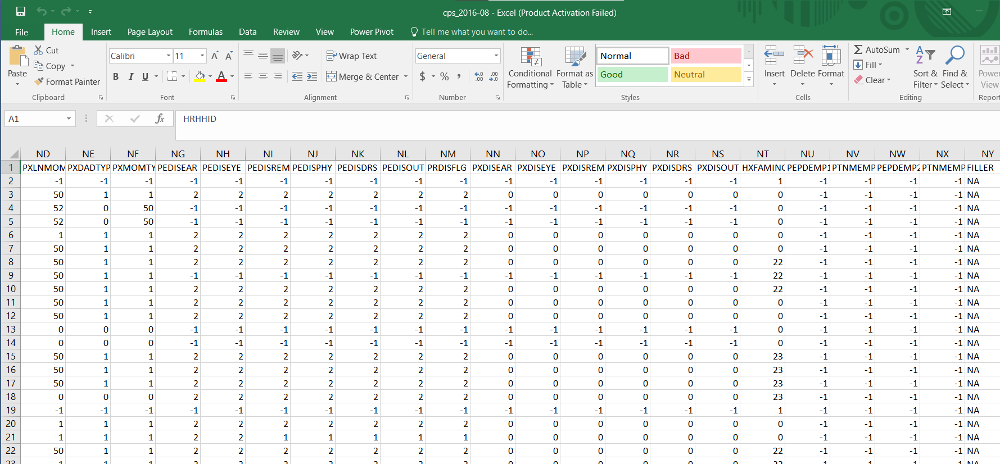 cps_2016-08 - Excel (Product Activation Failed)
File Home Insert Page Layout Formulas Data Review View Power Pivot Tell me what you want to do...
Cut
Copy
Format Painter
Paste
Clipboard
Calibri 11
B I U A
Font
Wrap Text
Merge & Center
Alignment
General
$ % ,
Number
Conditional Formatting
Format as Table
Normal Bad
Good Neutral
Styles
Insert Delete Format
Cells
AutoSum
Fill
Clear
Sort & Filter
Find & Select
Editing
Power
View
Report
A1 fx HRHHID
ND NE NF NG NH NI NJ NK NL NM NN NO NP NQ NR NS NT NU NV NW NX NY
1 PXLNMOM PXDADTYP PXMOMTY PEDISEAR PEDISEYE PEDISREM PEDISPHY PEDISDRS PEDISOUT PRDISFLG PXDISEAR PXDISEYE PXDISREM PXDISPHY PXDISDRS PXDISOUT HXFAMINC PEPDEMP1 PTNMEMP PEPDEMP2 PTNMEMP FILLER
2 -1 -1 -1 -1 -1 -1 -1 -1 -1 -1 -1 -1 -1 -1 -1 -1 1 -1 -1 -1 -1 NA
3 50 1 1 2 2 2 2 2 2 2 0 0 0 0 0 0 0 -1 -1 -1 -1 NA
4 52 0 50 -1 -1 -1 -1 -1 -1 -1 -1 -1 -1 -1 -1 -1 0 -1 -1 -1 -1 NA
5 52 0 50 -1 -1 -1 -1 -1 -1 -1 -1 -1 -1 -1 -1 -1 0 -1 -1 -1 -1 NA
6 1 1 1 2 2 2 2 2 2 2 0 0 0 0 0 0 0 -1 -1 -1 -1 NA
7 50 1 1 2 2 2 2 2 2 2 0 0 0 0 0 0 0 -1 -1 -1 -1 NA
8 50 1 1 2 2 2 2 2 2 2 0 0 0 0 0 0 22 -1 -1 -1 -1 NA
9 50 1 1 -1 -1 -1 -1 -1 -1 -1 -1 -1 -1 -1 -1 -1 22 -1 -1 -1 -1 NA
10 50 1 1 2 2 2 2 2 2 2 0 0 0 0 0 0 22 -1 -1 -1 -1 NA
11 50 1 1 2 2 2 2 2 2 2 0 0 0 0 0 0 0 -1 -1 -1 -1 NA
12 50 1 1 2 2 2 2 2 2 2 0 0 0 0 0 0 0 -1 -1 -1 -1 NA
13 0 0 0 -1 -1 -1 -1 -1 -1 -1 -1 -1 -1 -1 -1 -1 0 -1 -1 -1 -1 NA
14 0 0 0 -1 -1 -1 -1 -1 -1 -1 -1 -1 -1 -1 -1 -1 0 -1 -1 -1 -1 NA
15 50 1 1 2 2 2 2 2 2 2 0 0 0 0 0 0 23 -1 -1 -1 -1 NA
16 50 1 1 2 2 2 2 2 2 2 0 0 0 0 0 0 23 -1 -1 -1 -1 NA
17 50 1 1 2 2 2 2 2 2 2 0 0 0 0 0 0 23 -1 -1 -1 -1 NA
18 0 0 0 2 2 2 2 2 2 2 0 0 0 0 0 0 23 -1 -1 -1 -1 NA
19 -1 -1 -1 -1 -1 -1 -1 -1 -1 -1 -1 -1 -1 -1 -1 -1 1 -1 -1 -1 -1 NA
20 1 1 1 2 2 2 2 2 2 2 0 0 0 0 0 0 0 -1 -1 -1 -1 NA
21 1 1 1 2 2 1 1 1 1 1 0 0 0 0 0 0 0 -1 -1 -1 -1 NA
22 50 1 1 2 2 2 2 2 2 2 0 0 0 0 0 0 22 -1 -1 -1 -1 NA